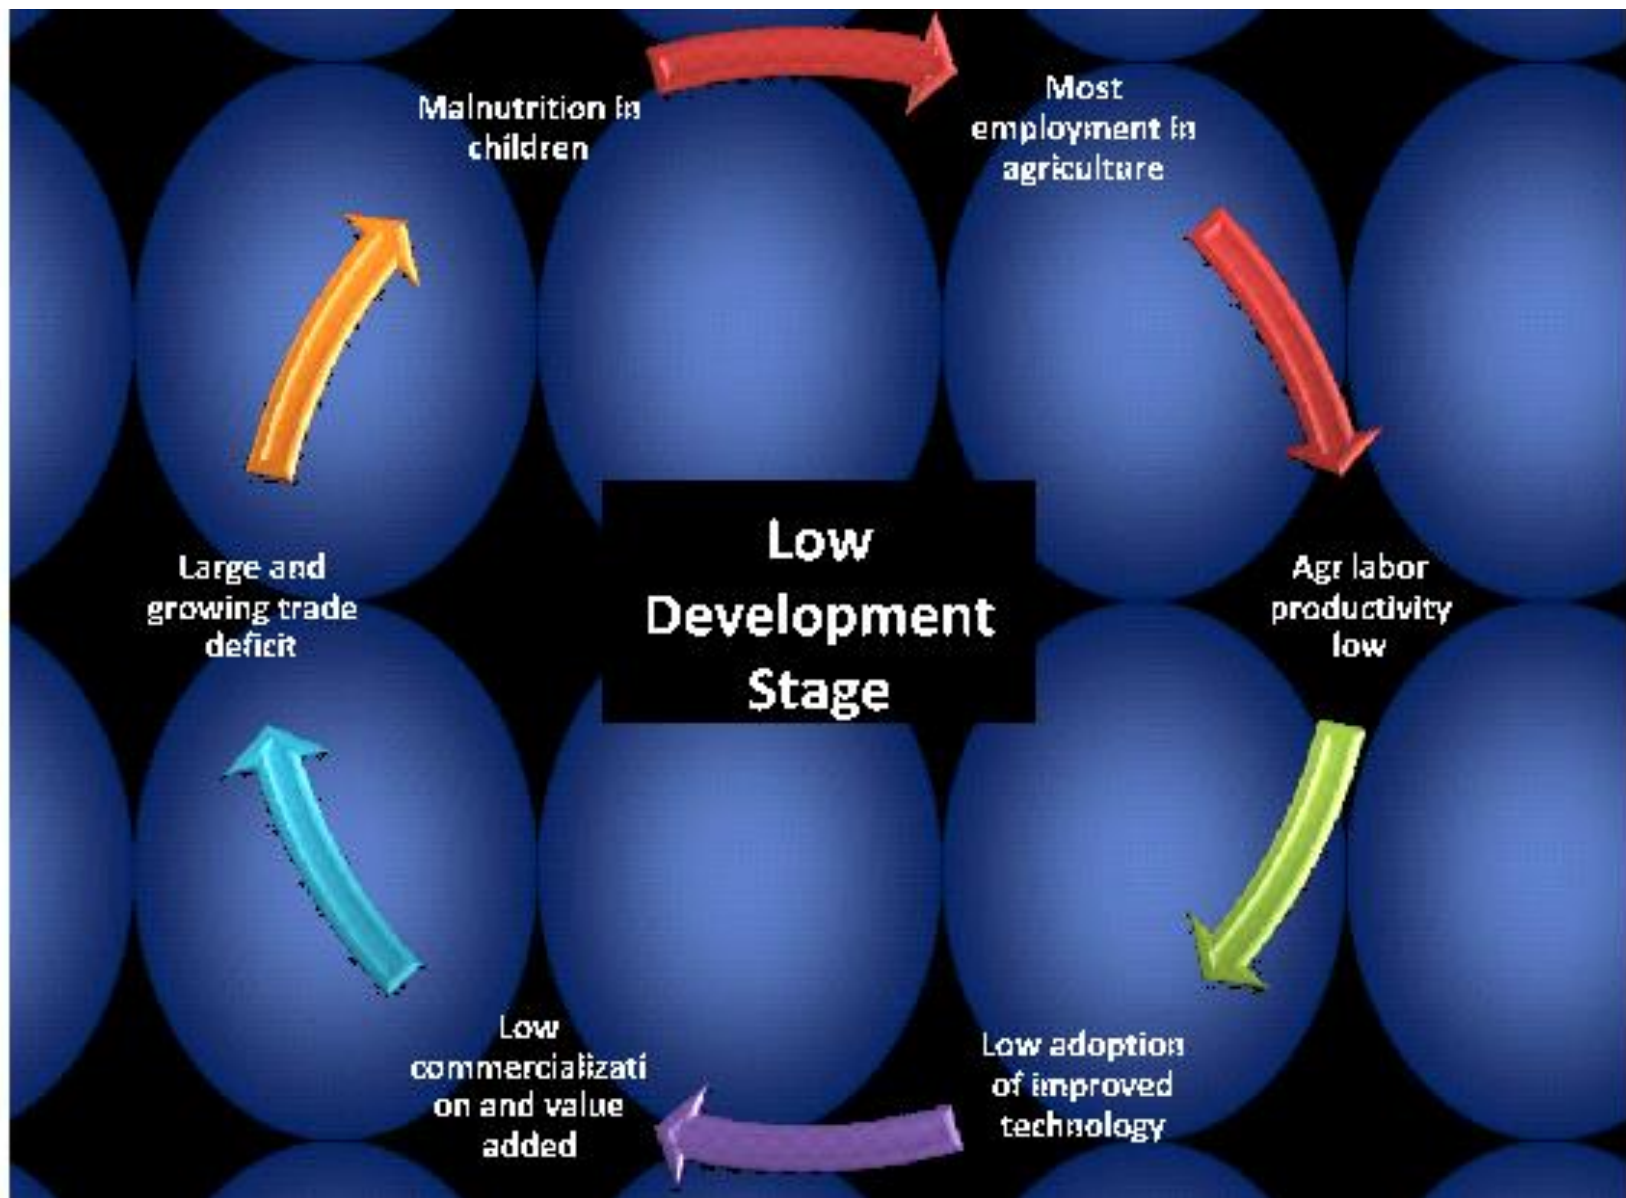 Malnutrition in
children
Most
employment in
agriculture
Agr labor
productivity
low
Low adoption
of improved
technology
Low
commercializati
on and value
added
Large and
growing trade
deficit
Low
Development
Stage